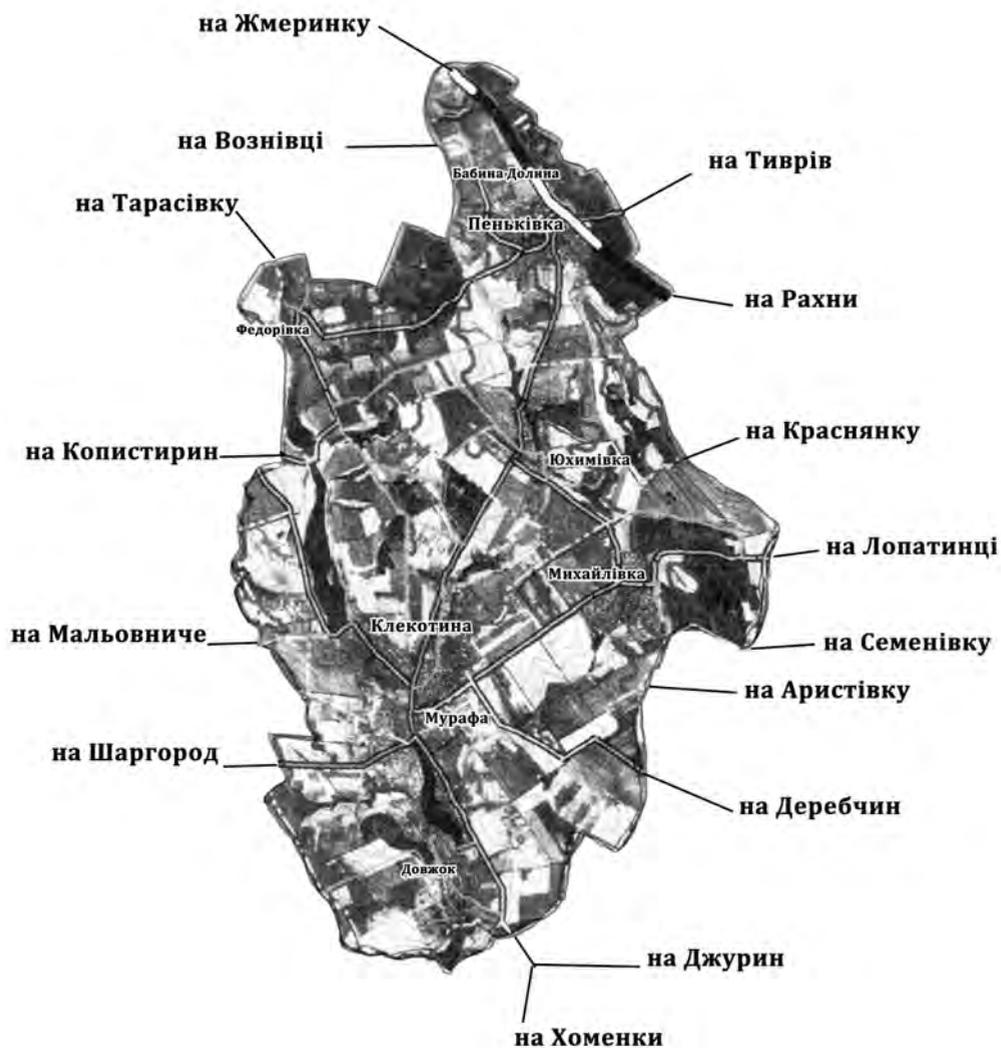 на Жмеринку
на Вознівці
Бабина Долина
на Тиврів
на Тарасівку
Пеньківка
на Рахни
Федорівка
на Краснянку
на Копистирин
Юхимівка
на Лопатинці
Михайлівка
Клекотина
на Мальовниче
на Семенівку
на Аристівку
Мурафа
на Шаргород
на Деребчин
Довжок
на Джурин
на Хоменки